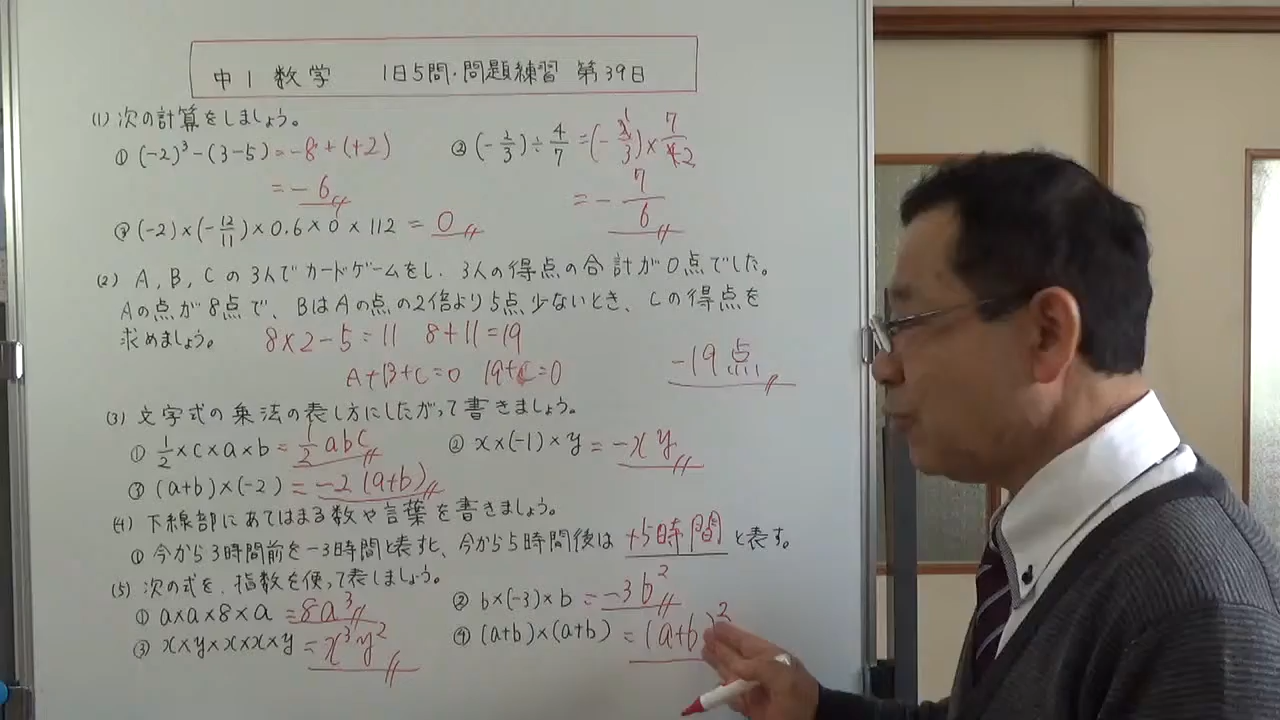 中1 数学 1日5問・問題練習 第39日
(1) 次の計算をしましょう。
① (-2)³-(3-5)=-8+(+2)
=-6
② (-2/3)÷4/7=(-2/3)×7/4
=-7/6
③ (-2)×(-12/11)×0.6×0×112=0
(2) A,B,Cの3人でカードゲームをし、3人の得点の合計が0点でした。
Aの点が8点で、BはAの点の2倍より5点少ないとき、Cの得点を
求めましょう。 8×2-5=11 8+11=19
A+B+C=0 19+C=0 -19点
(3) 文字式の乗法の表し方にしたがって書きましょう。
① 1/2×c×a×b=1/2abc ② x×(-1)×y=-xy
③ (a+b)×(-2)=-2(a+b)
(4) 下線部にあてはまる数や言葉を書きましょう。
① 今から3時間前を-3時間と表すと、今から5時間後は +5時間 と表す。
(5) 次の式を、指数を使って表しましょう。
① a×a×8×a=8a³ ② b×(-3)×b=-3b²
③ x×y×x×x×y=x³y² ④ (a+b)×(a+b)=(a+b)²